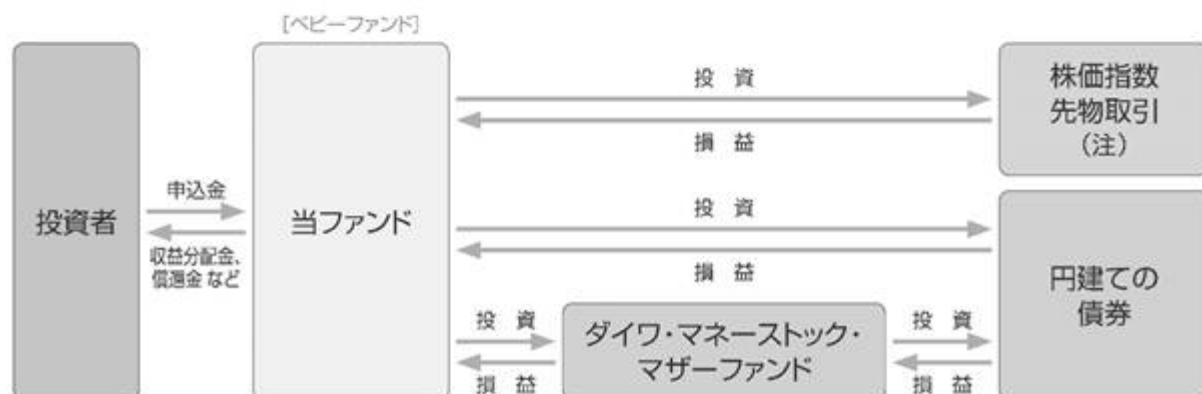 [ベビーファンド]
投資者
申込金
収益分配金、
償還金 など
当ファンド
投 資
損 益
株価指数
先物取引
（注）
投 資
損 益
円建ての
債券
投 資
損 益
ダイワ・マネーストック・
マザーファンド
投 資
損 益